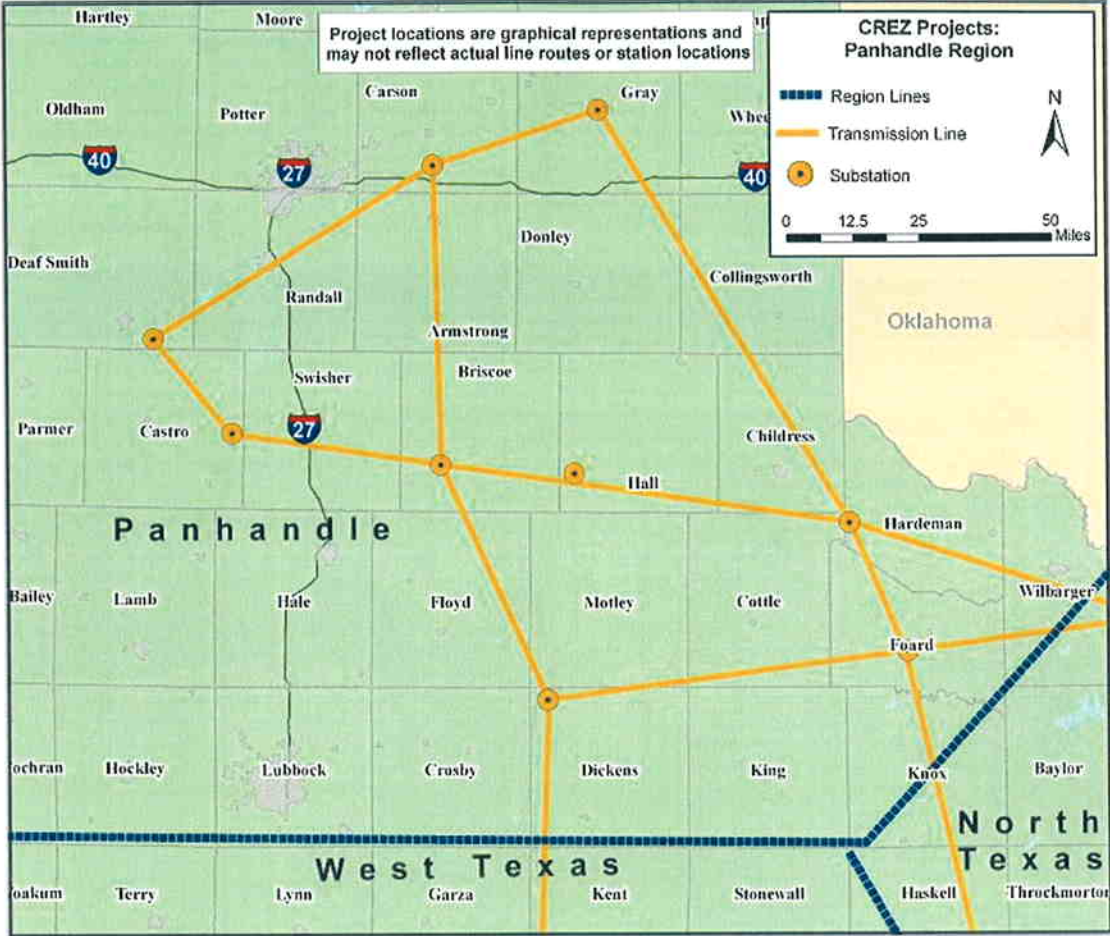 Hartley
Moore
Project locations are graphical representations and
may not reflect actual line routes or station locations
CREZ Projects:
Panhandle Region
Region Lines
Transmission Line
Substation
N
0 12.5 25 50
Miles
Oldham
Potter
Carson
Gray
40
27
40
Deaf Smith
Randall
Donley
Collingsworth
Armstrong
Oklahoma
Parmer
Castro
Swisher
27
Briscoe
Hall
Childress
Hardeman
Panhandle
Bailey
Lamb
Hale
Floyd
Motley
Cottle
Foard
Wilbarger
ochran
Hockley
Lubbock
Crosby
Dickens
King
Knox
Baylor
North
Texas
West Texas
oakum
Terry
Lynn
Garza
Kent
Stonewall
Haskell
Throckmorton